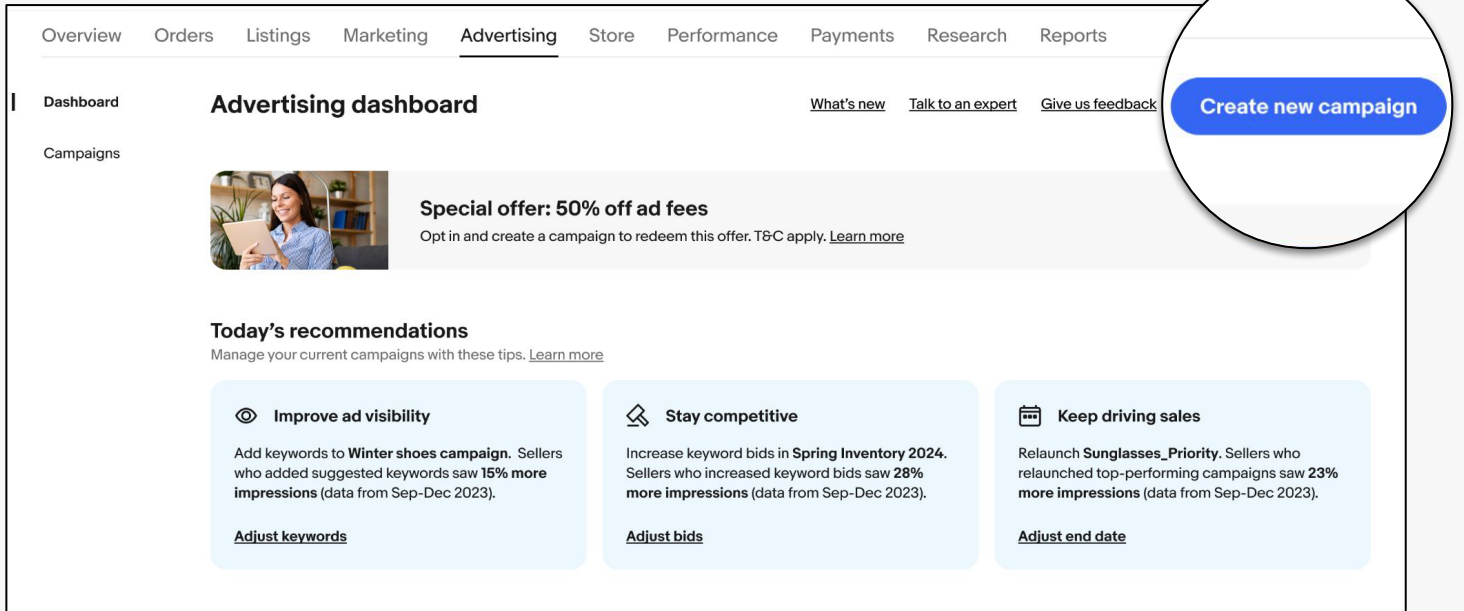 Overview Orders Listings Marketing Advertising Store Performance Payments Research Reports
Dashboard
Campaigns
Advertising dashboard
What's new Talk to an expert Give us feedback
Create new campaign
Special offer: 50% off ad fees
Opt in and create a campaign to redeem this offer. T&C apply. Learn more
Today’s recommendations
Manage your current campaigns with these tips. Learn more
Improve ad visibility
Add keywords to Winter shoes campaign. Sellers
who added suggested keywords saw 15% more
impressions (data from Sep-Dec 2023).
Adjust keywords
Stay competitive
Increase keyword bids in Spring Inventory 2024.
Sellers who increased keyword bids saw 28%
more impressions (data from Sep-Dec 2023).
Adjust bids
Keep driving sales
Relaunch Sunglasses_Priority. Sellers who
relaunched top-performing campaigns saw 23%
more impressions (data from Sep-Dec 2023).
Adjust end date